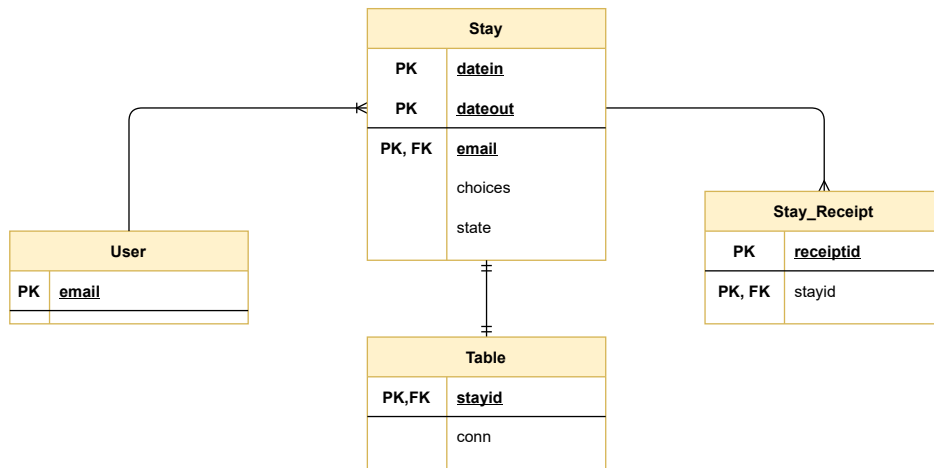 Stay
PK datein
PK dateout
PK, FK email
choices
state
User
PK email
Stay_Receipt
PK receiptid
PK, FK stayid
Table
PK,FK stayid
conn